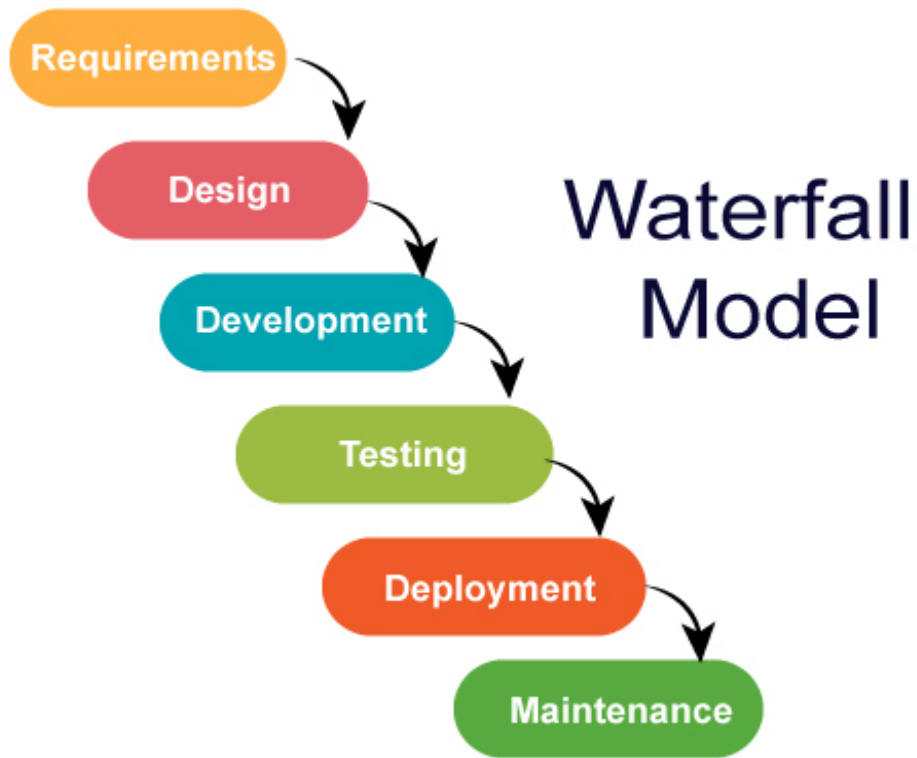 Requirements
Design
Waterfall
Model
Development
Testing
Deployment
Maintenance